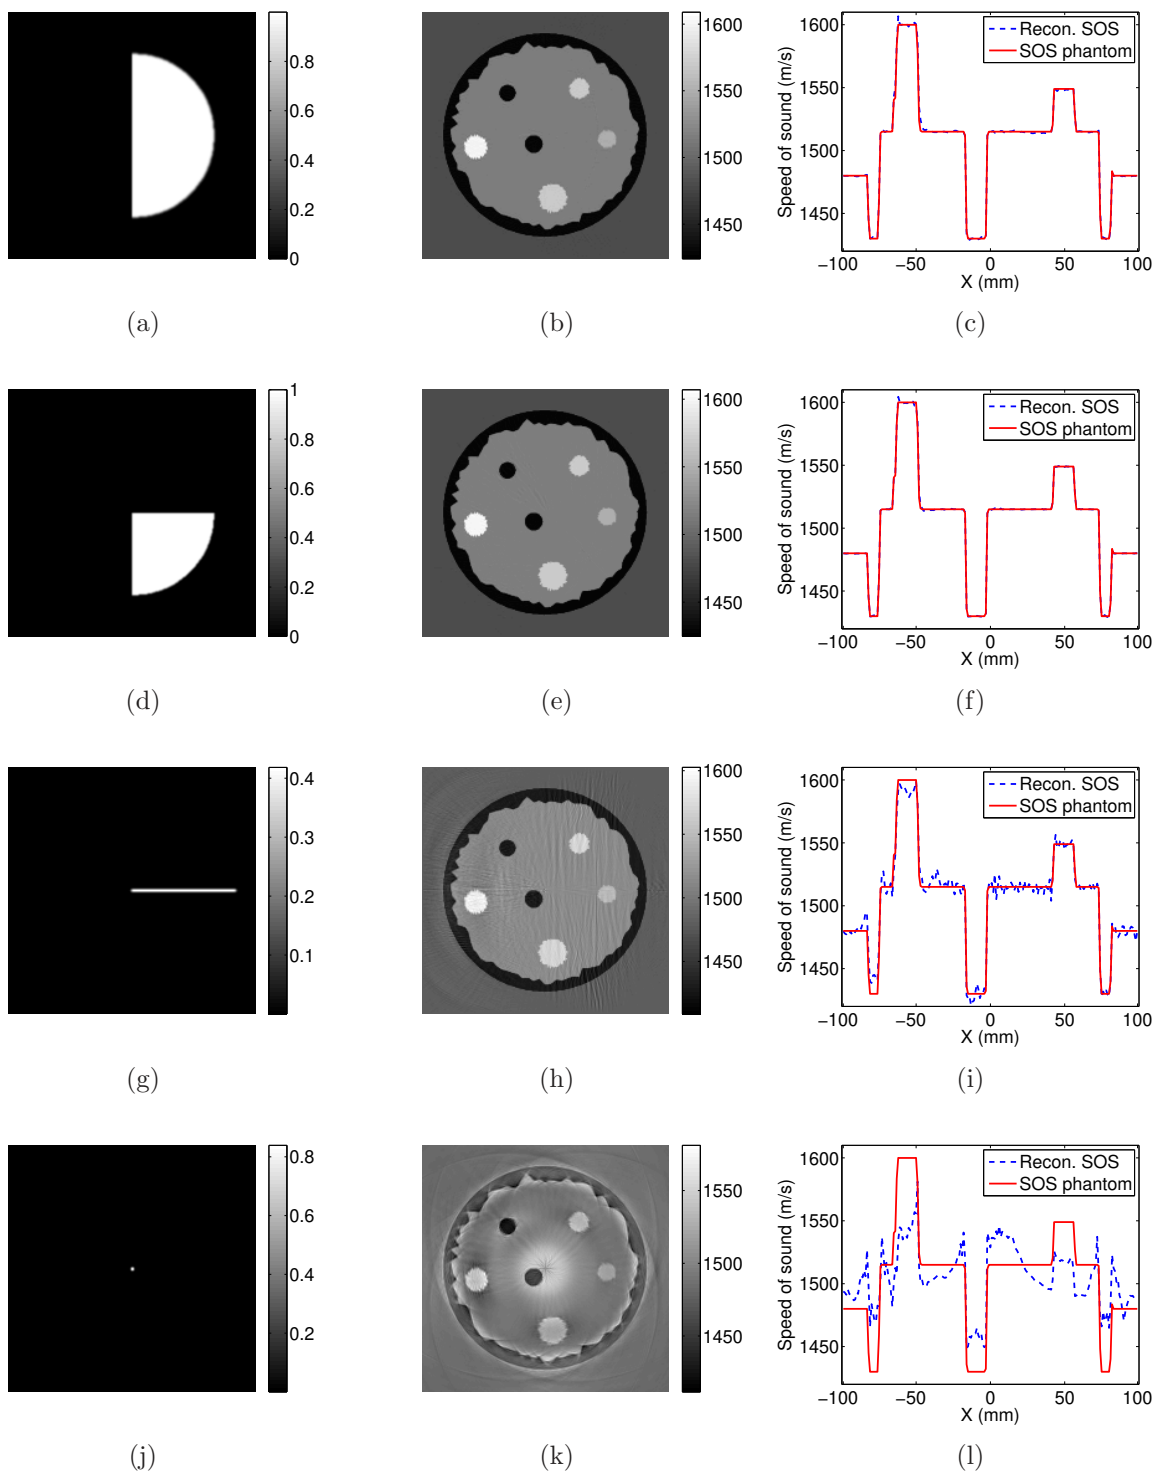 0.8
0.6
0.4
0.2
0
(a)
1600
1550
1500
1450
(b)
Recon. SOS
SOS phantom
1600
1550
1500
1450
Speed of sound (m/s)
−100 −50 0 50 100
X (mm)
(c)
1
0.8
0.6
0.4
0.2
0
(d)
1600
1550
1500
1450
(e)
Recon. SOS
SOS phantom
1600
1550
1500
1450
Speed of sound (m/s)
−100 −50 0 50 100
X (mm)
(f)
0.4
0.3
0.2
0.1
(g)
1600
1550
1500
1450
(h)
Recon. SOS
SOS phantom
1600
1550
1500
1450
Speed of sound (m/s)
−100 −50 0 50 100
X (mm)
(i)
0.8
0.6
0.4
0.2
(j)
1550
1500
1450
(k)
Recon. SOS
SOS phantom
1600
1550
1500
1450
Speed of sound (m/s)
−100 −50 0 50 100
X (mm)
(l)